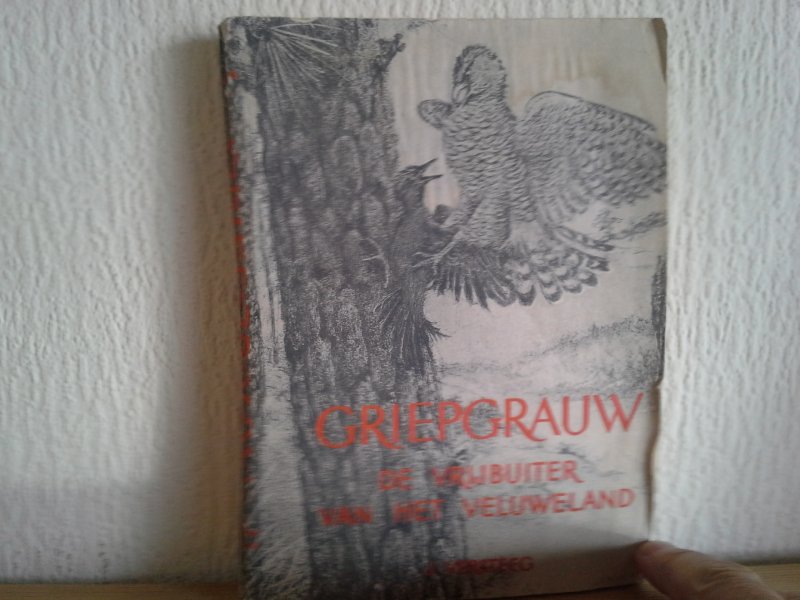 GRIEPGRAUW
DE VRIJBUITER
VAN HET VELUWELAND